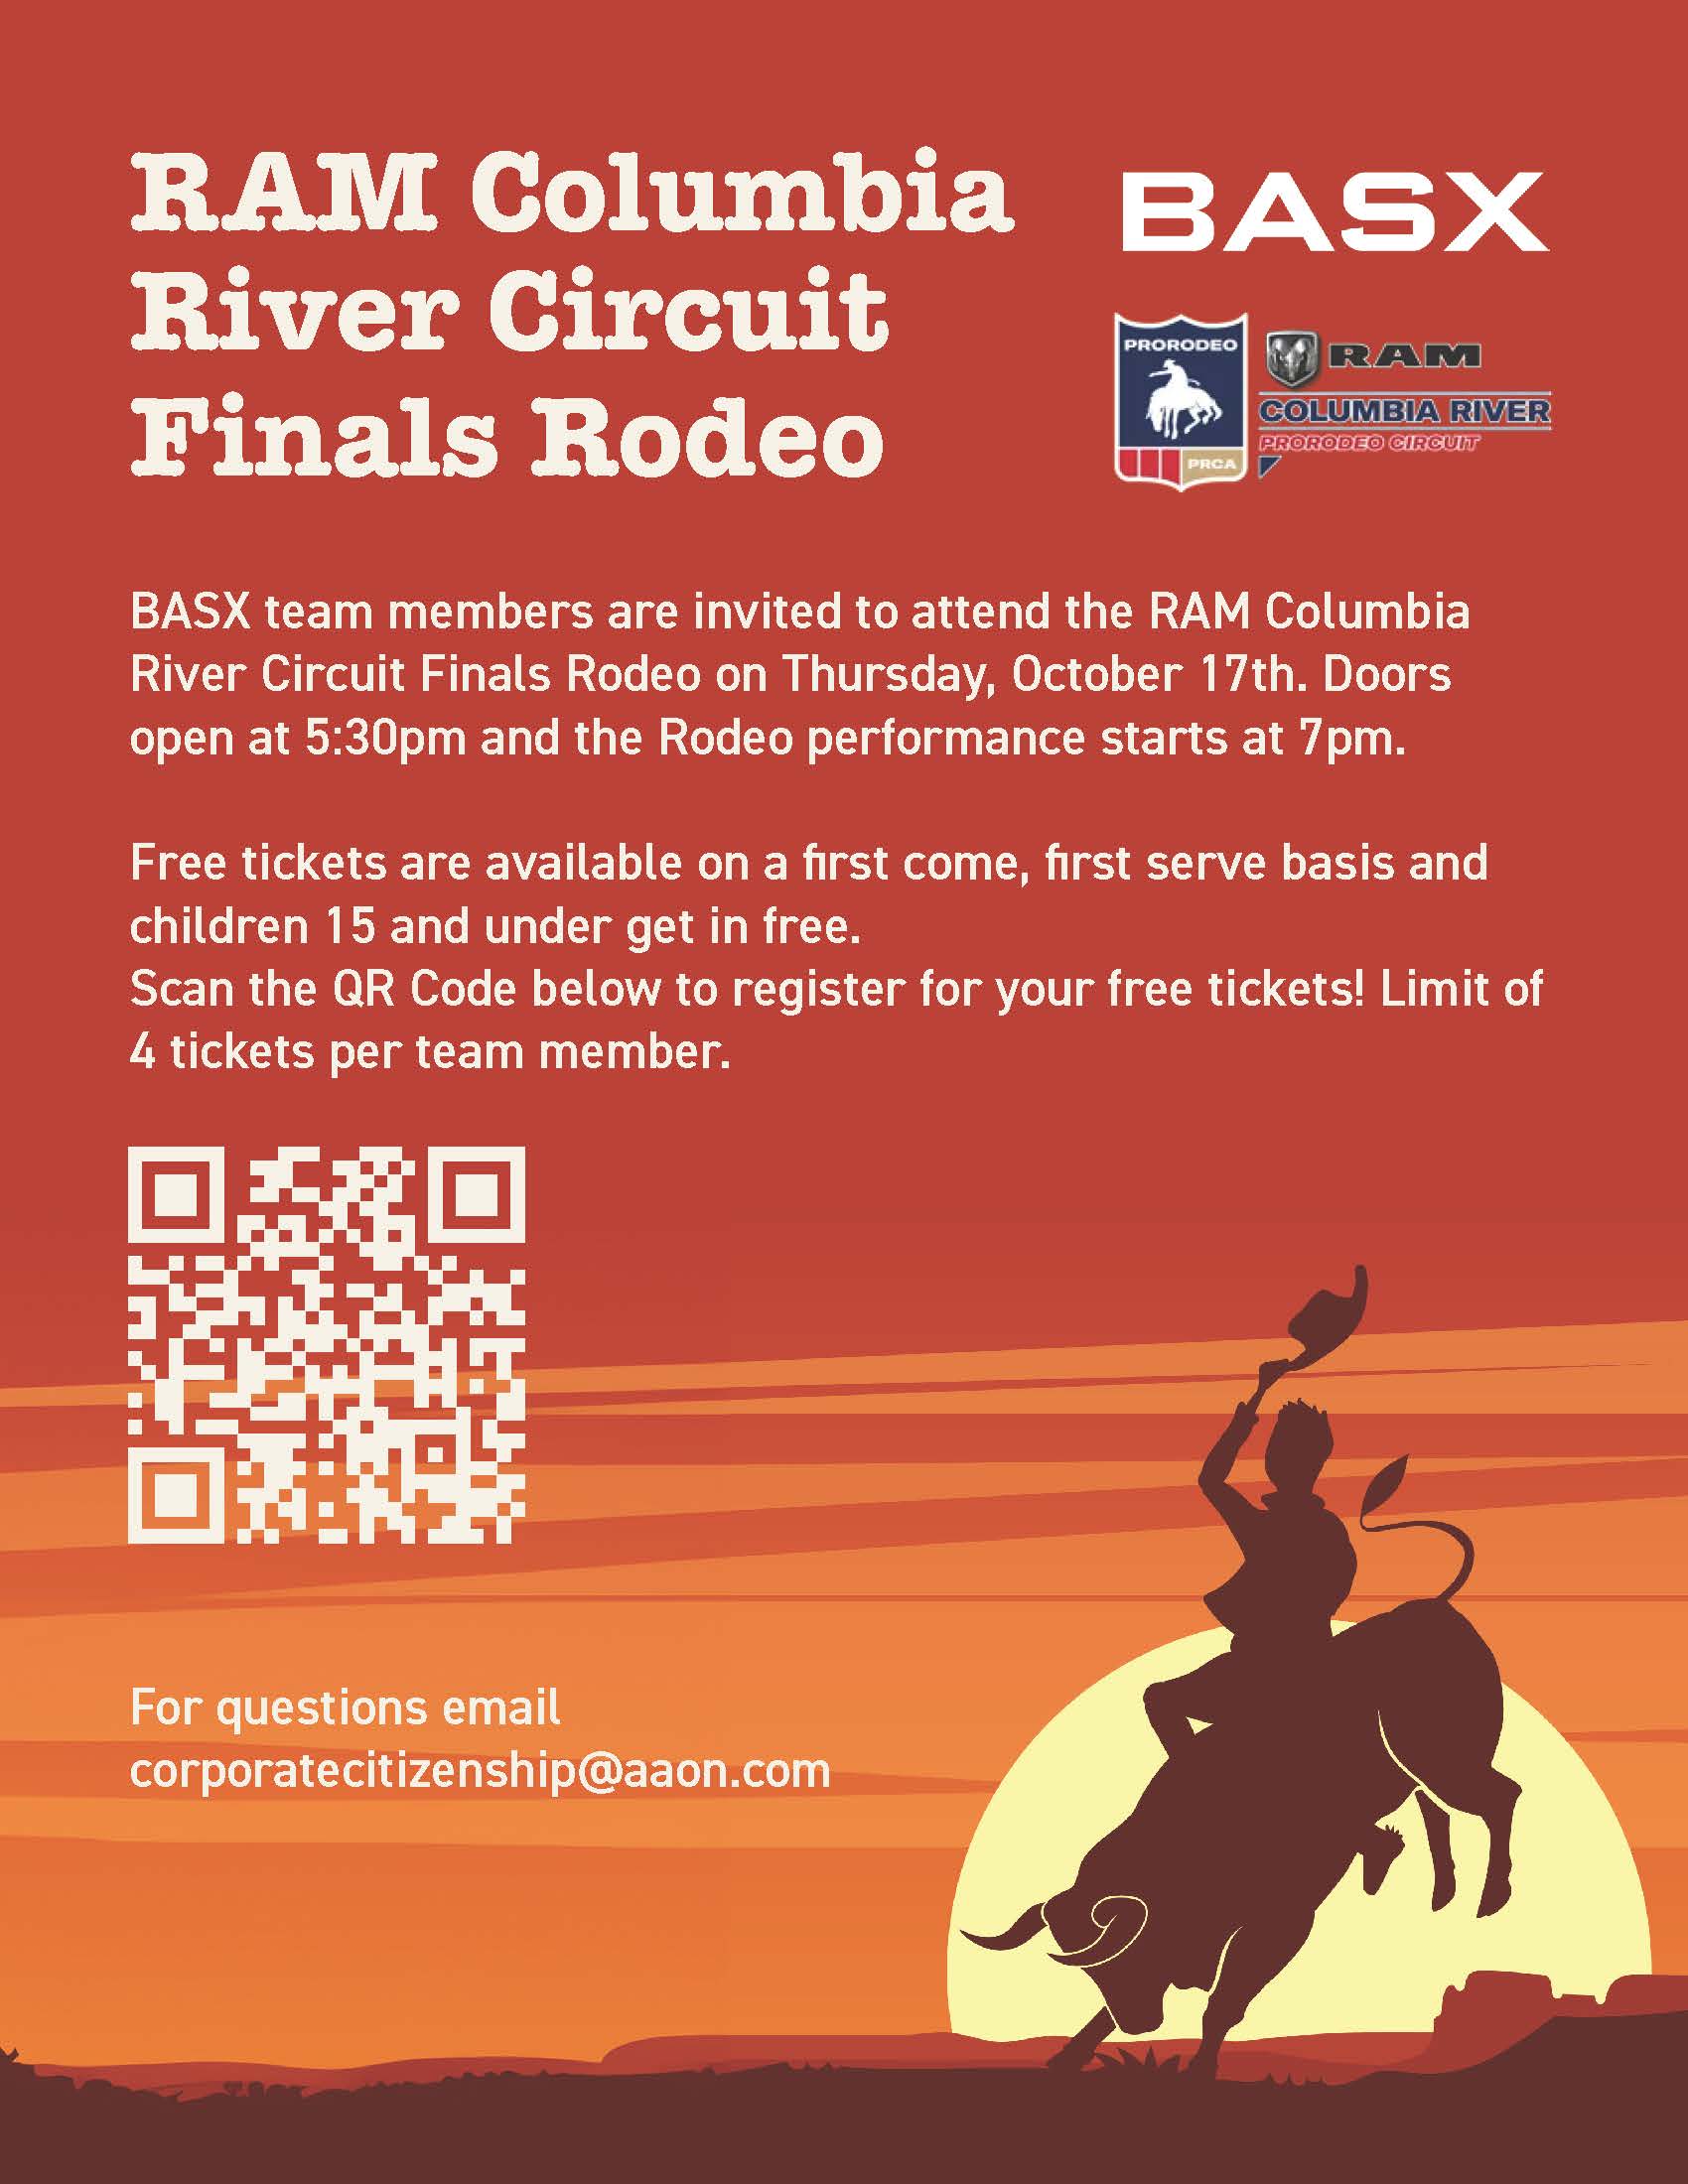 RAM Columbia
River Circuit
Finals Rodeo
BASX
PRORODEO
PRCA
RAM
COLUMBIA RIVER
PRORODEO CIRCUIT
BASX team members are invited to attend the RAM Columbia
River Circuit Finals Rodeo on Thursday, October 17th. Doors
open at 5:30pm and the Rodeo performance starts at 7pm.
Free tickets are available on a first come, first serve basis and
children 15 and under get in free.
Scan the QR Code below to register for your free tickets! Limit of
4 tickets per team member.
For questions email
corporatecitizenship@aaon.com